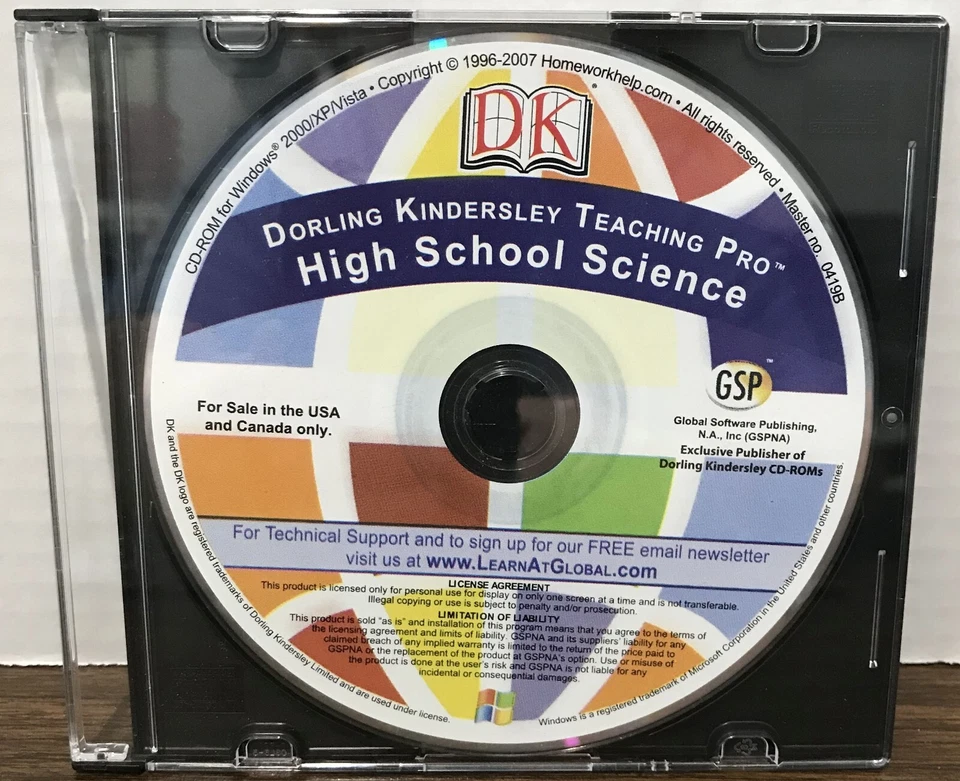 CD-ROM for Windows® 2000/XP/Vista • Copyright © 1996-2007 Homeworkhelp.com • All rights reserved • Master no. 0419B
DK
DORLING KINDERSLEY TEACHING PRO™
High School Science
For Sale in the USA
and Canada only.
GSP™
Global Software Publishing,
N.A., Inc (GSPNA)
Exclusive Publisher of
Dorling Kindersley CD-ROMs
For Technical Support and to sign up for our FREE email newsletter
visit us at www.LEARNATGLOBAL.com
LICENSE AGREEMENT
This product is licensed only for personal use for display on only one screen at a time and is not transferable.
Illegal copying or use is subject to penalty and/or prosecution.
LIMITATION OF LIABILITY
This product is sold "as is" and installation of this program means that you agree to the terms of
the licensing agreement and limits of liability. GSPNA and its suppliers' liability for any
claimed breach of any implied warranty is limited to the return of the price paid to
GSPNA or the replacement of the product at GSPNA's option. Use or misuse of
the product is done at the user's risk and GSPNA is not liable for any
incidental or consequential damages.
DK and the DK logo are registered trademarks of Dorling Kindersley Limited and are used under license.
Windows is a registered trademark of Microsoft Corporation in the United States and other countries.